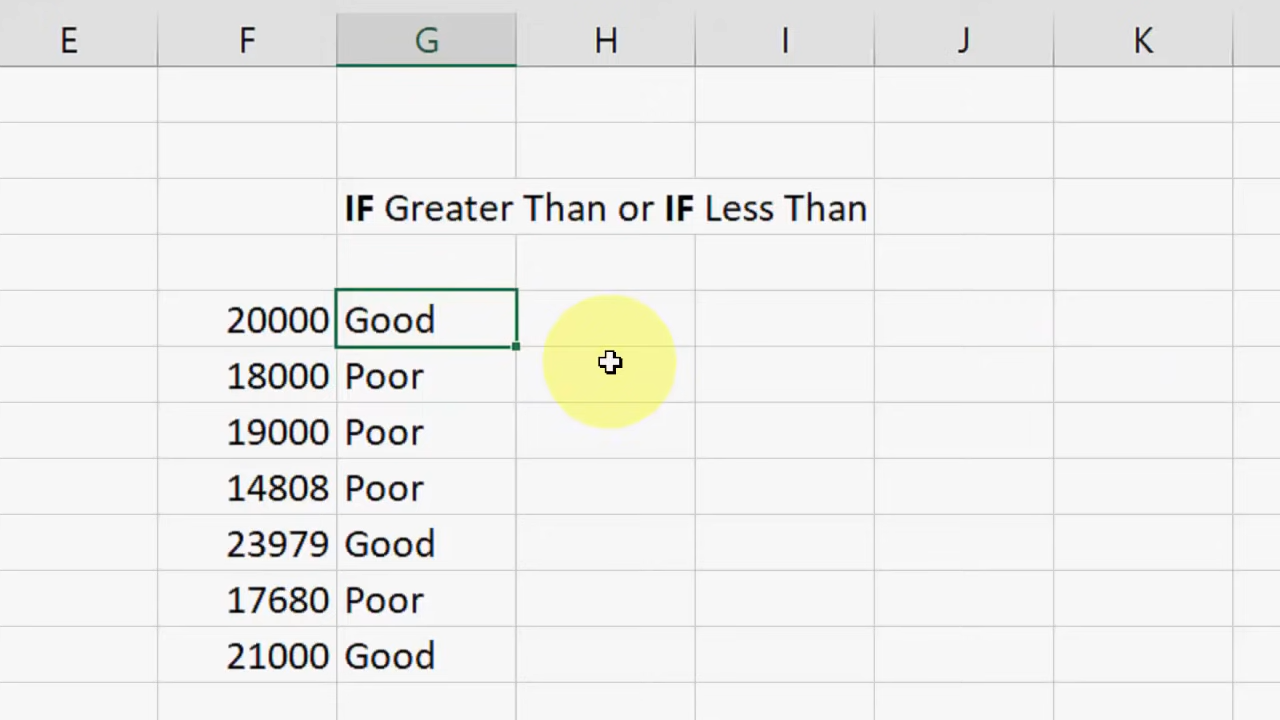 E F G H I J K
IF Greater Than or IF Less Than
20000 Good
18000 Poor
19000 Poor
14808 Poor
23979 Good
17680 Poor
21000 Good